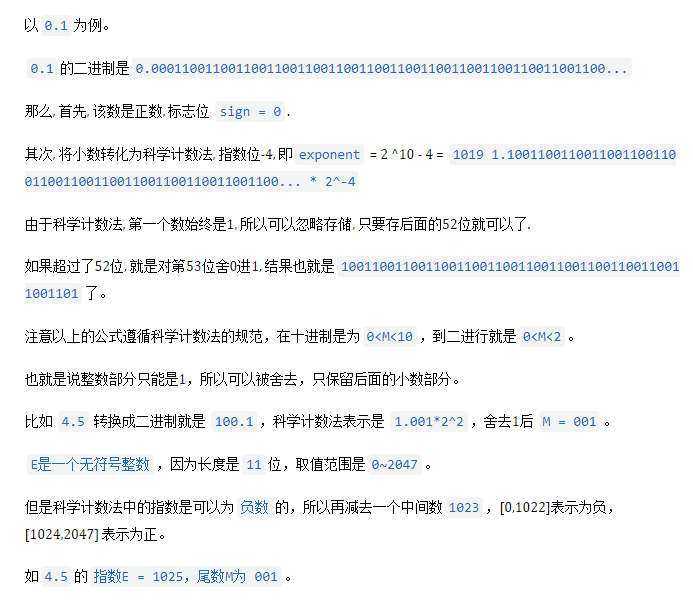 以 0.1 为例。
0.1 的二进制是 0.0001100110011001100110011001100110011001100110011001100...
那么,首先,该数是正数,标志位 sign = 0 .
其次,将小数转化为科学计数法,指数位-4,即 exponent = 2 ^10 - 4 = 1019 1.1001100110011001100110
0110011001100110011001100110011001100... * 2^-4
由于科学计数法,第一个数始终是1,所以可以忽略存储,只要存后面的52位就可以了.
如果超过了52位,就是对第53位舍0进1,结果也就是 100110011001100110011001100110011001100110011001
1001101 了。
注意以上的公式遵循科学计数法的规范，在十进制是为 0<M<10 ，到二进行就是 0<M<2 。
也就是说整数部分只能是1，所以可以被舍去，只保留后面的小数部分。
比如 4.5 转换成二进制就是 100.1 ，科学计数法表示是 1.001*2^2 ，舍去1后 M = 001 。
E是一个无符号整数 ，因为长度是 11 位，取值范围是 0~2047 。
但是科学计数法中的指数是可以为 负数 的，所以再减去一个中间数 1023 ，[0,1022]表示为负，
[1024,2047] 表示为正。
如 4.5 的 指数E = 1025，尾数M为 001 。